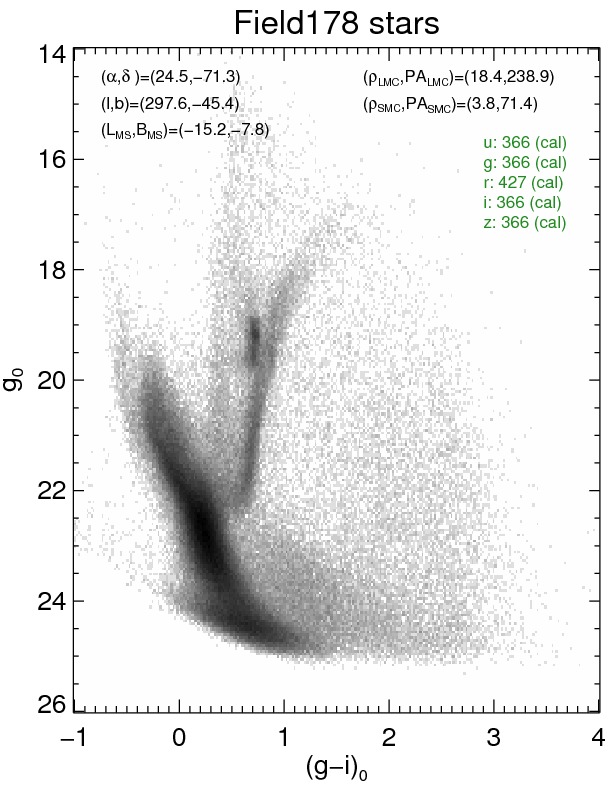 Field178 stars
(α,δ )=(24.5,−71.3)
(l,b)=(297.6,−45.4)
(LMS,BMS)=(−15.2,−7.8)
(ρLMC,PALMC)=(18.4,238.9)
(ρSMC,PASMC)=(3.8,71.4)
u: 366 (cal)
g: 366 (cal)
r: 427 (cal)
i: 366 (cal)
z: 366 (cal)
14
16
18
20
22
24
26
g0
−1 0 1 2 3 4
(g−i)0